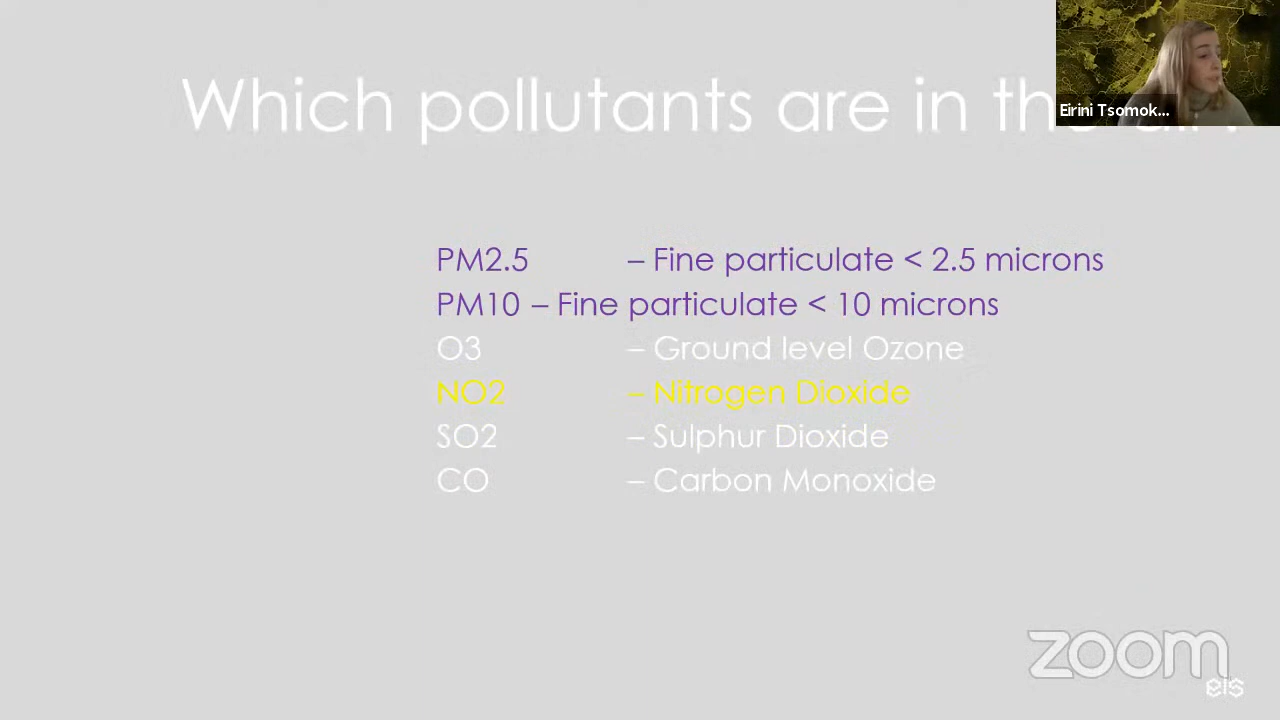 Which pollutants are in the air
Eirini Tsomok...
PM2.5 – Fine particulate < 2.5 microns
PM10 – Fine particulate < 10 microns
O3 – Ground level Ozone
NO2 – Nitrogen Dioxide
SO2 – Sulphur Dioxide
CO – Carbon Monoxide
zoom
eis